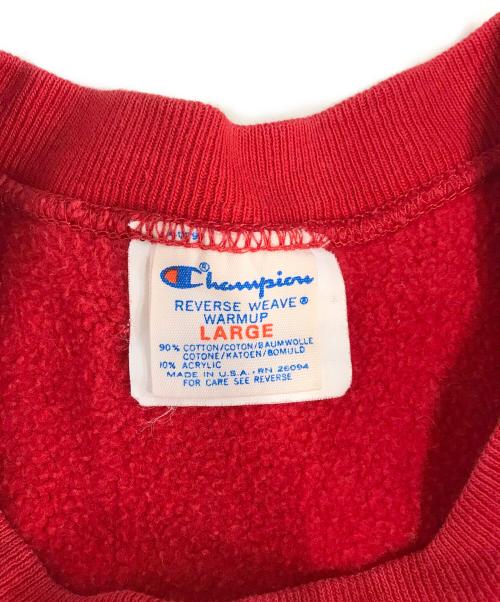 ® Champion
REVERSE WEAVE®
WARMUP
LARGE
90% COTTON/COTON/BAUMWOLLE
COTONE/KATOEN/BOMULD
10% ACRYLIC
MADE IN U.S.A. • RN 26094
FOR CARE SEE REVERSE